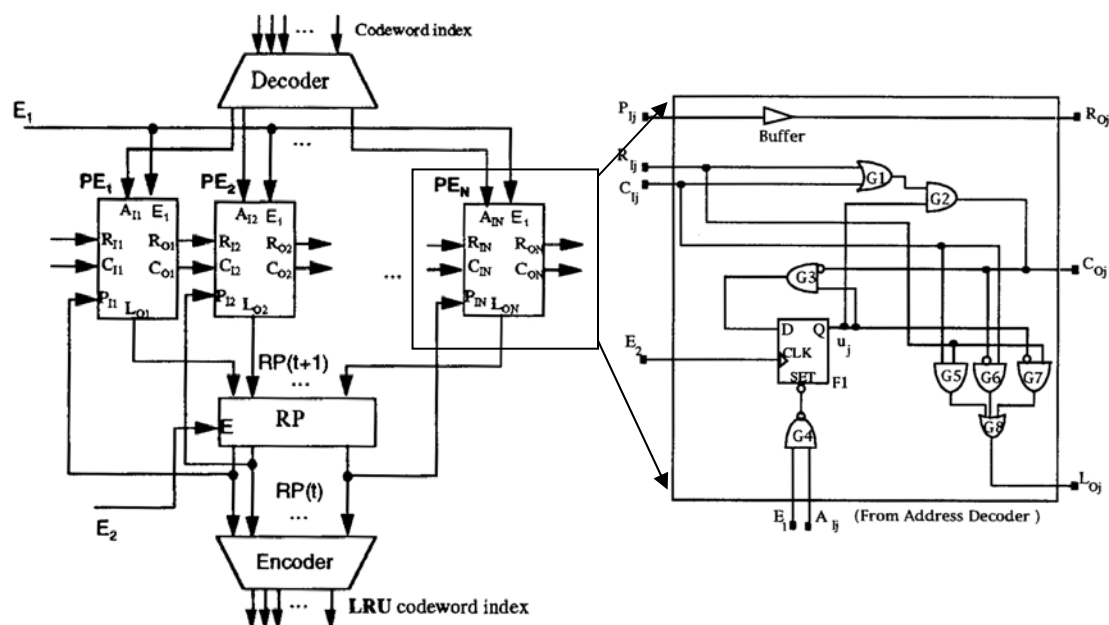 Codeword index
Decoder
E1
PE1
PE2
PEN
AI1 E1
AI2 E1
AIN E1
RI1 RO1
RI2 RO2
RIN RON
CI1 CO1
CI2 CO2
CIN CON
PI1 LO1
PI2 LO2
PIN LON
...
RP(t+1)
...
E RP
RP(t)
...
E2
Encoder
...
LRU codeword index
PIj
Buffer
ROj
RIj
CIj
G1
G2
COj
G3
D Q
uj
E2
CLK
SET
F1
G4
G5
G6
G7
G8
LOj
E1 AIj
(From Address Decoder )